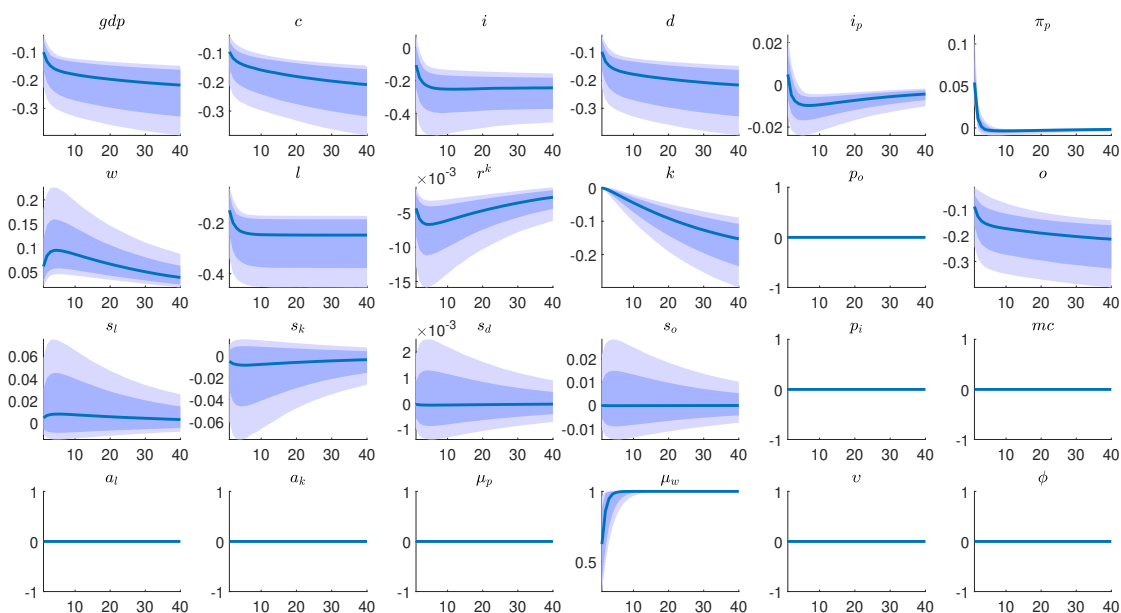 gdp c i d i_p π_p
-0.1 -0.1 0 -0.1 0.02 0.1
-0.2 -0.2 -0.2 -0.2 0 0.05
-0.3 -0.3 -0.4 -0.3 -0.02 0
10 20 30 40 10 20 30 40 10 20 30 40 10 20 30 40 10 20 30 40 10 20 30 40
w l r^k k p_o o
×10^-3
0.2 -0.2 -5 0 1 -0.1
0.15 -0.4 -10 -0.1 0 -0.2
0.1 -15 -0.2 -1 -0.3
0.05
10 20 30 40 10 20 30 40 10 20 30 40 10 20 30 40 10 20 30 40 10 20 30 40
s_l s_k s_d s_o p_i mc
×10^-3
0.06 0 2 0.02 1 1
0.04 -0.02 1 0.01 0 0
0.02 -0.04 0 0 -1 -1
0 -0.06 -1 -0.01
10 20 30 40 10 20 30 40 10 20 30 40 10 20 30 40 10 20 30 40 10 20 30 40
a_l a_k μ_p μ_w υ ϕ
1 1 1 1 1 1
0 0 0 0.5 0 0
-1 -1 -1 -1 -1
10 20 30 40 10 20 30 40 10 20 30 40 10 20 30 40 10 20 30 40 10 20 30 40